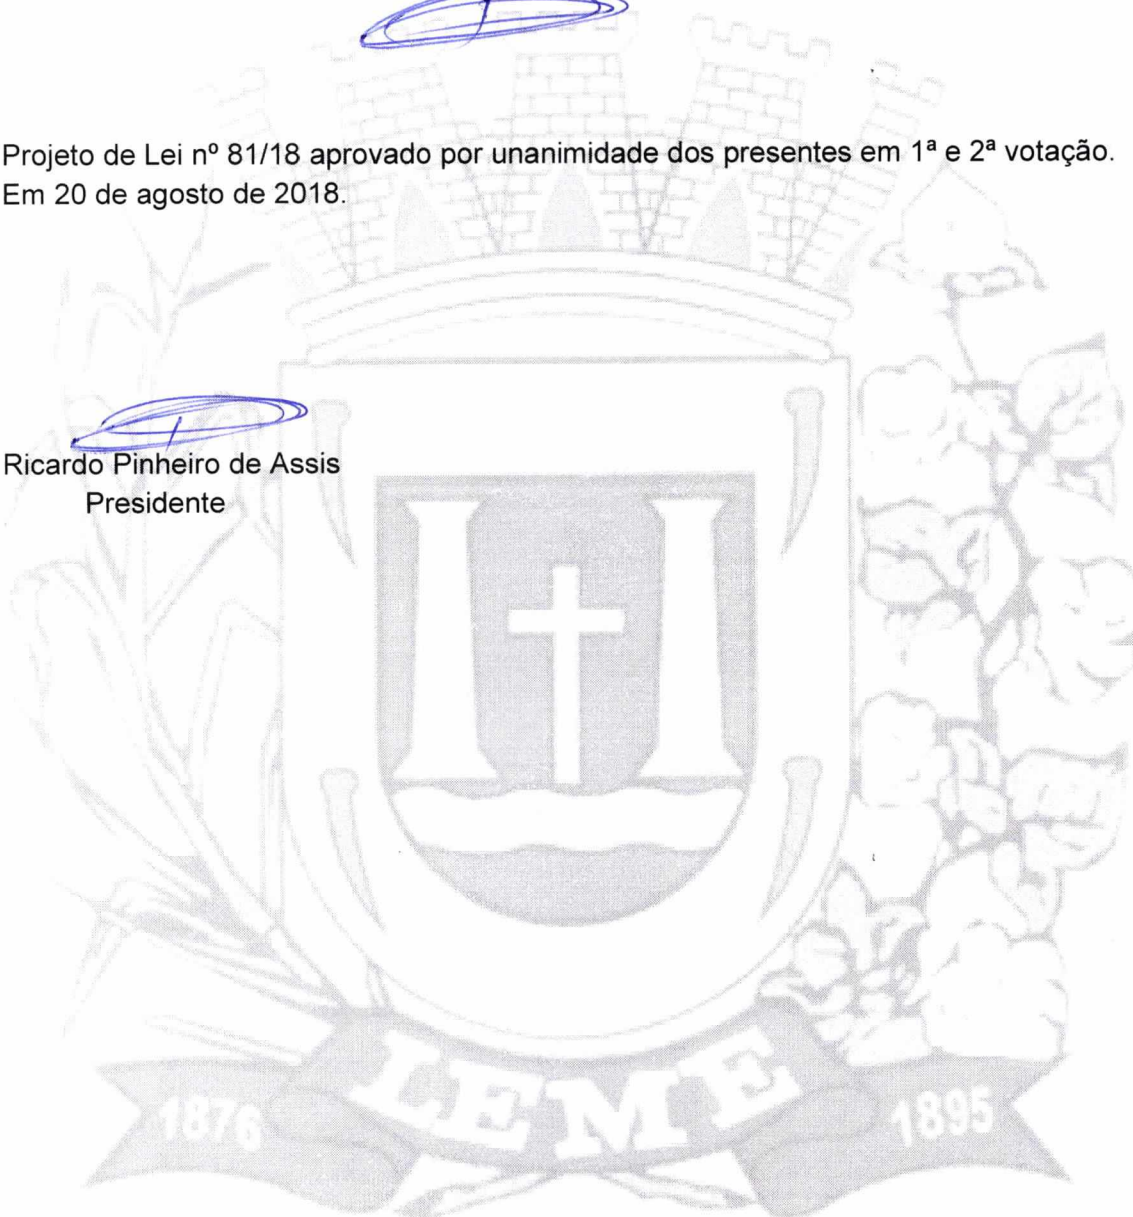 Projeto de Lei nº 81/18 aprovado por unanimidade dos presentes em 1ª e 2ª votação.
Em 20 de agosto de 2018.
Ricardo Pinheiro de Assis
Presidente
1876
LEME
1895